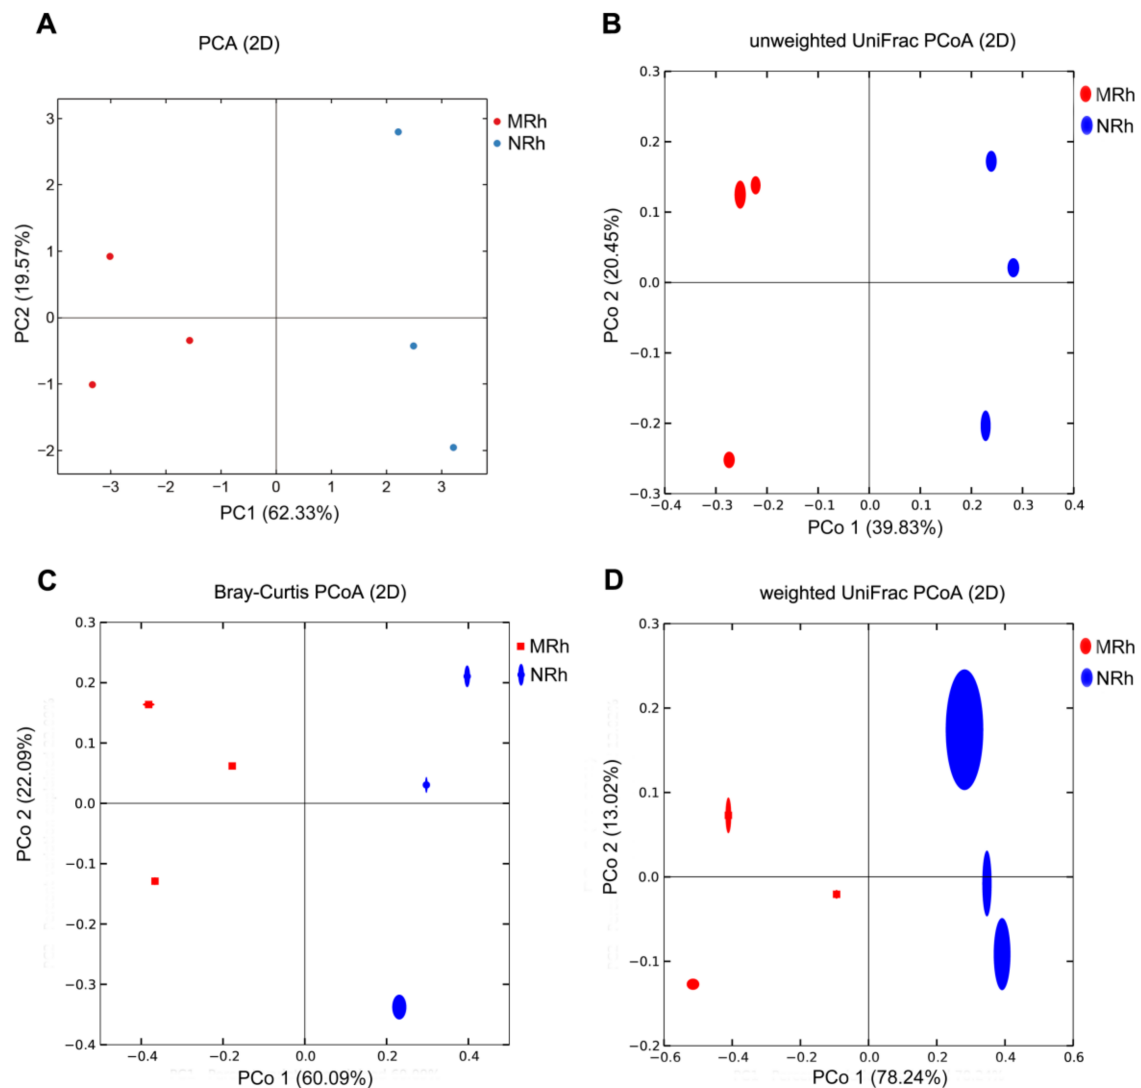 A
PCA (2D)
MRh
NRh
3
2
1
0
−1
−2
−3
−2
−1
0
1
2
3
PC2 (19.57%)
PC1 (62.33%)
B
unweighted UniFrac PCoA (2D)
MRh
NRh
0.3
0.2
0.1
0.0
−0.1
−0.2
−0.3
−0.4
−0.3
−0.2
−0.1
0.0
0.1
0.2
0.3
0.4
PCo 2 (20.45%)
PCo 1 (39.83%)
C
Bray-Curtis PCoA (2D)
MRh
NRh
0.3
0.2
0.1
0.0
−0.1
−0.2
−0.3
−0.4
−0.4
−0.2
0.0
0.2
0.4
PCo 2 (22.09%)
PCo 1 (60.09%)
D
weighted UniFrac PCoA (2D)
MRh
NRh
0.3
0.2
0.1
0.0
−0.1
−0.2
−0.6
−0.4
−0.2
0.0
0.2
0.4
0.6
PCo 2 (13.02%)
PCo 1 (78.24%)